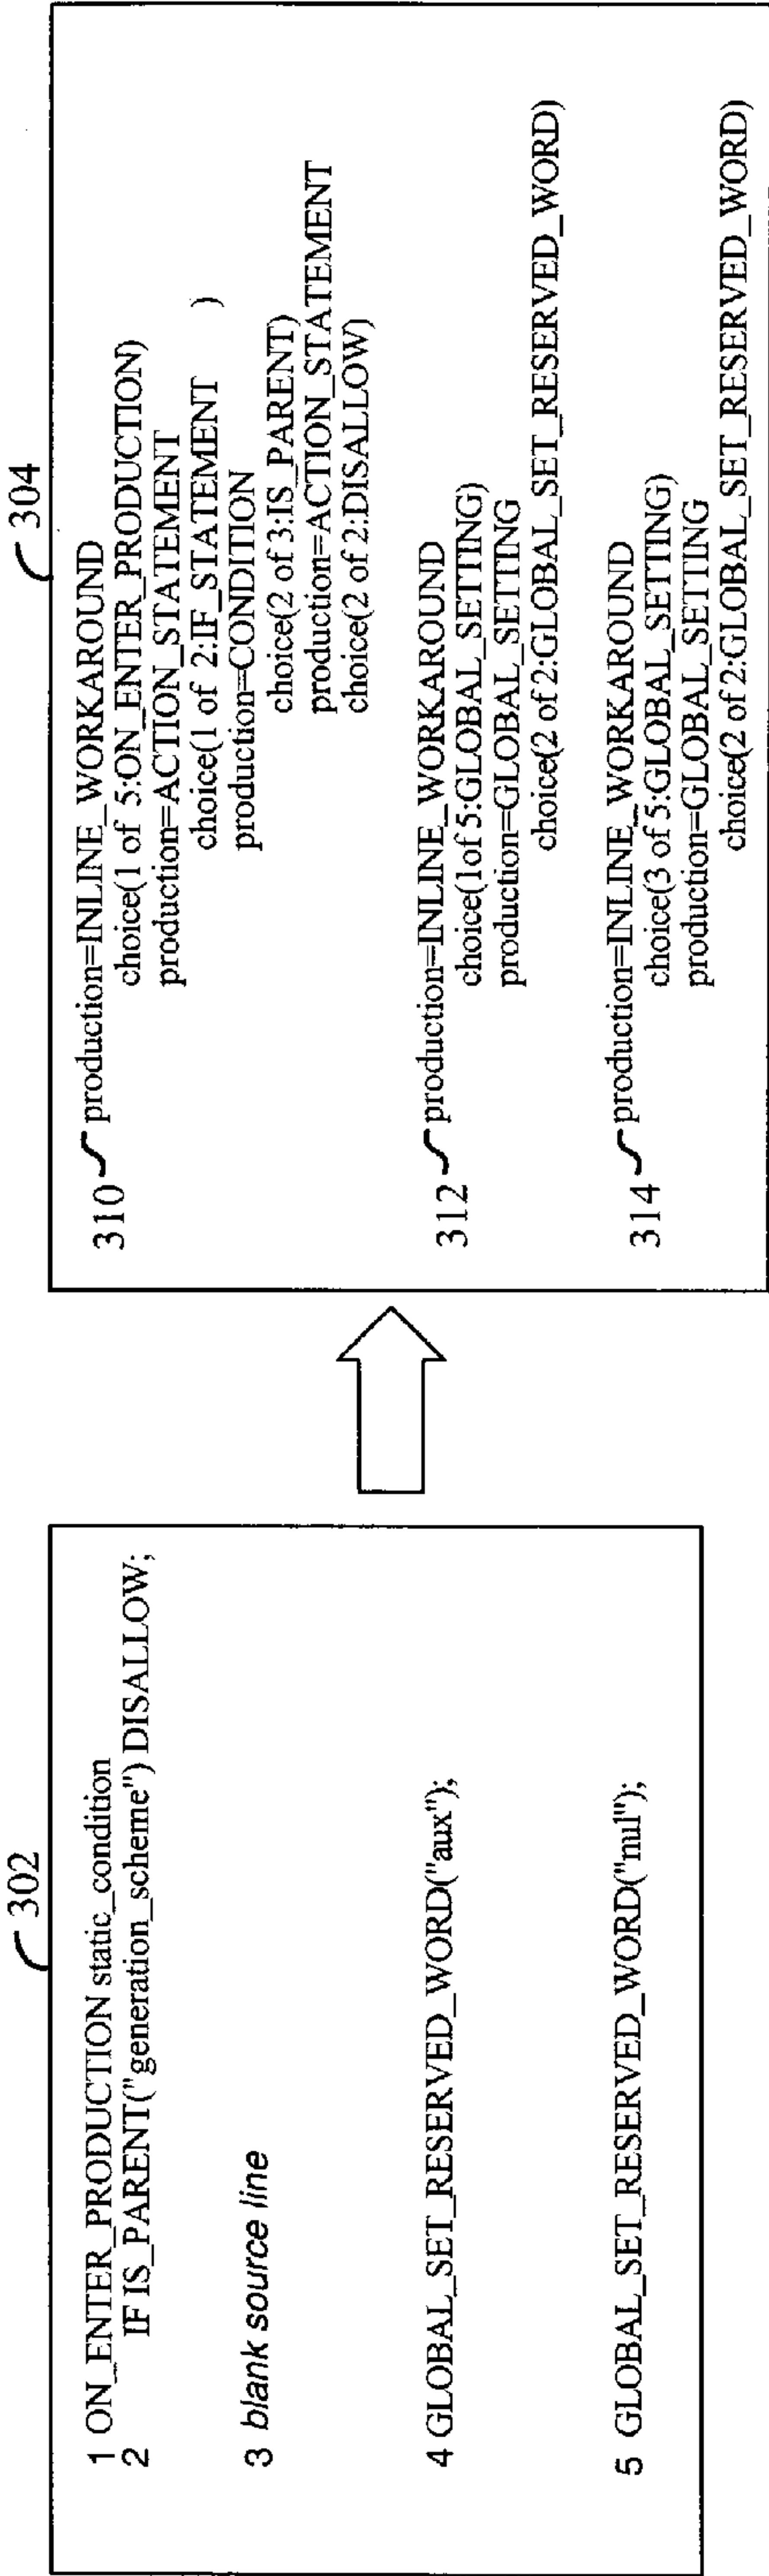 302
1 ON_ENTER_PRODUCTION static_condition
2 IF IS_PARENT("generation_scheme") DISALLOW;
3 blank source line
4 GLOBAL_SET_RESERVED_WORD("aux");
5 GLOBAL_SET_RESERVED_WORD("nul");
304
310 production=INLINE_WORKAROUND
choice(1 of 5:ON_ENTER_PRODUCTION)
production=ACTION_STATEMENT
choice(1 of 2:IF_STATEMENT )
production=CONDITION
choice(2 of 3:IS_PARENT)
production=ACTION_STATEMENT
choice(2 of 2:DISALLOW)
312 production=INLINE_WORKAROUND
choice(1of 5:GLOBAL_SETTING)
production=GLOBAL_SETTING
choice(2 of 2:GLOBAL_SET_RESERVED_WORD)
314 production=INLINE_WORKAROUND
choice(3 of 5:GLOBAL_SETTING)
production=GLOBAL_SETTING
choice(2 of 2:GLOBAL_SET_RESERVED_WORD)